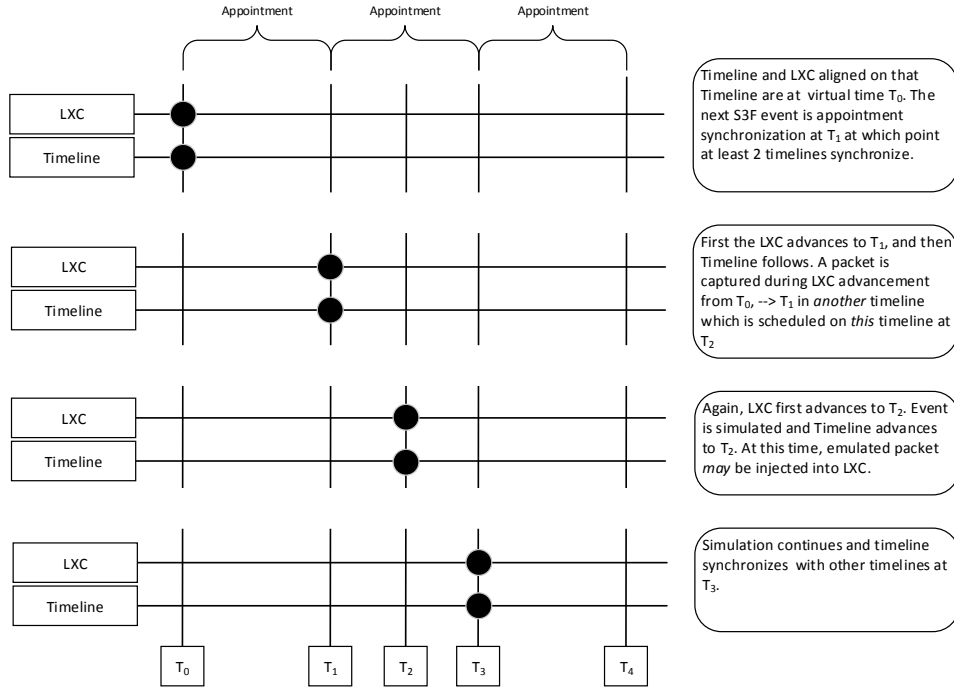 Appointment Appointment Appointment
LXC
Timeline
Timeline and LXC aligned on that
Timeline are at virtual time T₀. The
next S3F event is appointment
synchronization at T₁ at which point
at least 2 timelines synchronize.
LXC
Timeline
First the LXC advances to T₁, and then
Timeline follows. A packet is
captured during LXC advancement
from T₀, --> T₁ in another timeline
which is scheduled on this timeline at
T₂
LXC
Timeline
Again, LXC first advances to T₂. Event
is simulated and Timeline advances
to T₂. At this time, emulated packet
may be injected into LXC.
LXC
Timeline
Simulation continues and timeline
synchronizes with other timelines at
T₃.
T₀ T₁ T₂ T₃ T₄